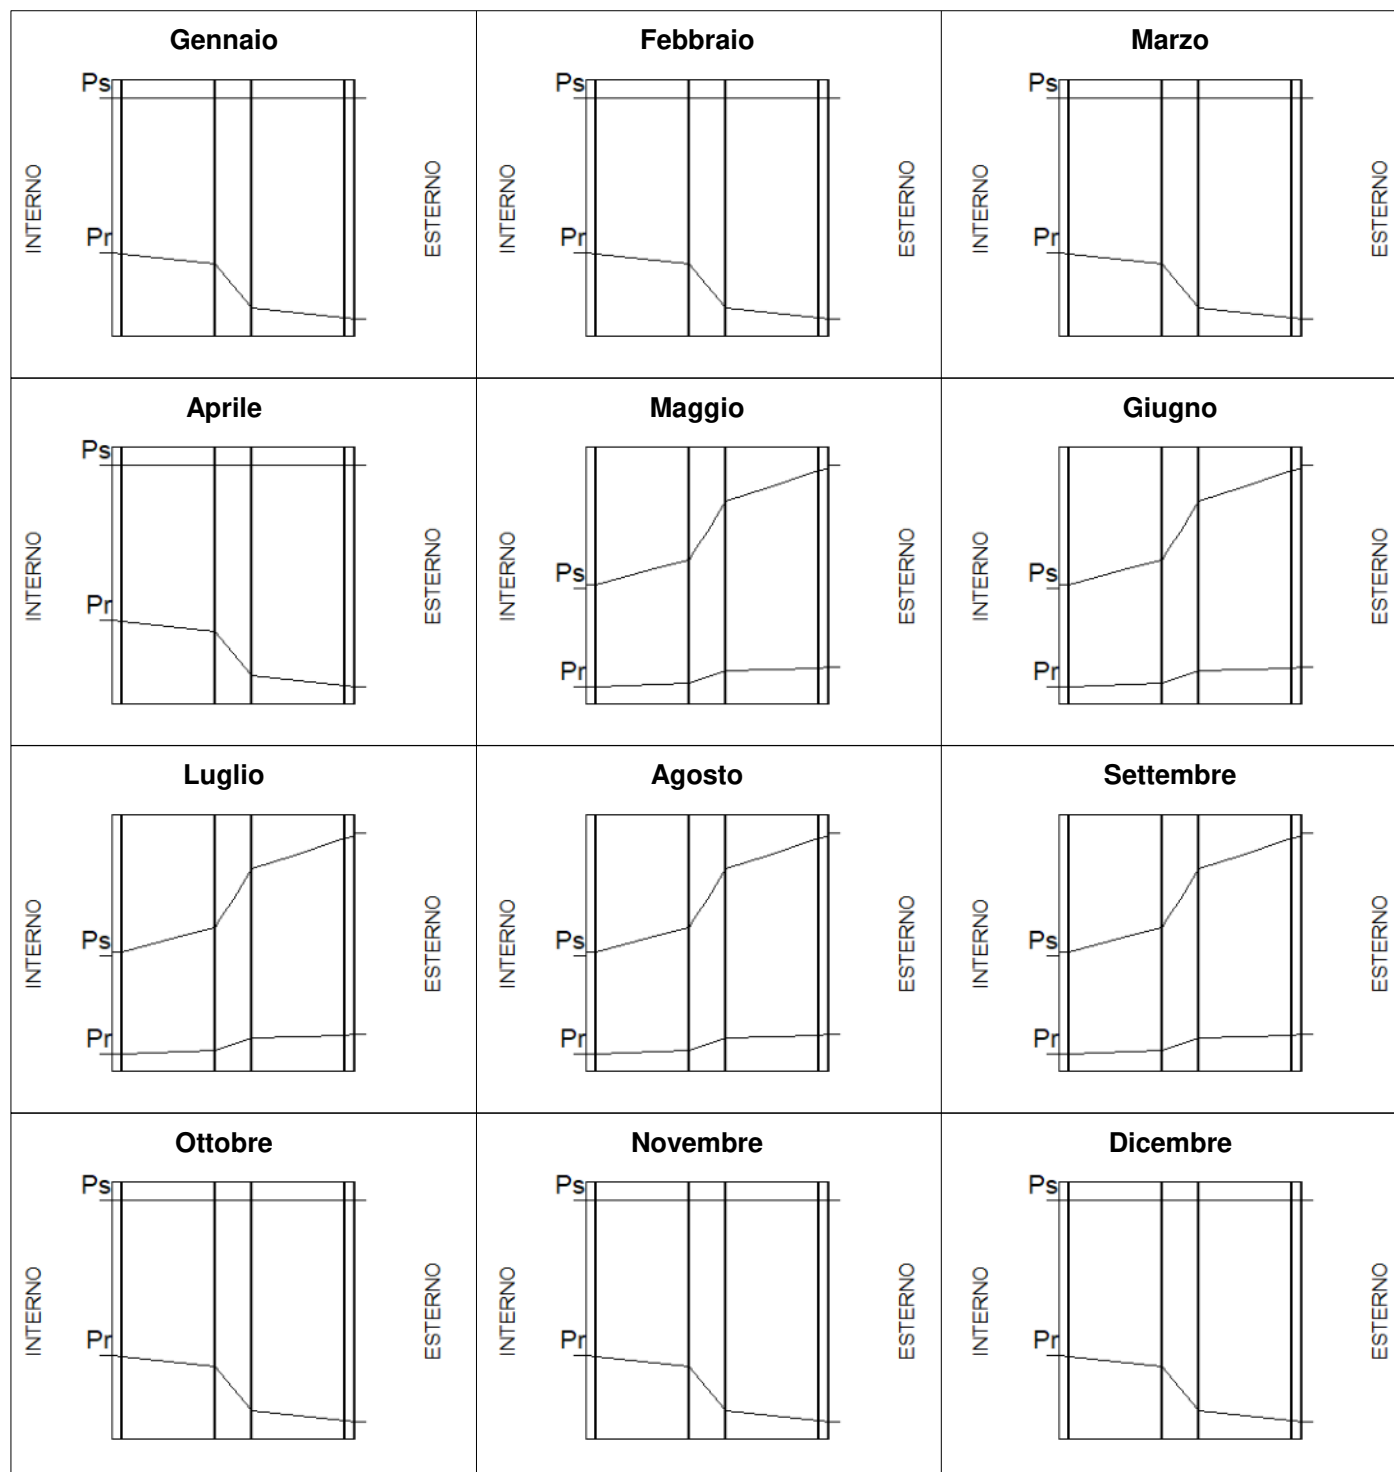 Gennaio
Ps
Pr
INTERNO
ESTERNO
Febbraio
Ps
Pr
INTERNO
ESTERNO
Marzo
Ps
Pr
INTERNO
ESTERNO
Aprile
Ps
Pr
INTERNO
ESTERNO
Maggio
Ps
Pr
INTERNO
ESTERNO
Giugno
Ps
Pr
INTERNO
ESTERNO
Luglio
Ps
Pr
INTERNO
ESTERNO
Agosto
Ps
Pr
INTERNO
ESTERNO
Settembre
Ps
Pr
INTERNO
ESTERNO
Ottobre
Ps
Pr
INTERNO
ESTERNO
Novembre
Ps
Pr
INTERNO
ESTERNO
Dicembre
Ps
Pr
INTERNO
ESTERNO